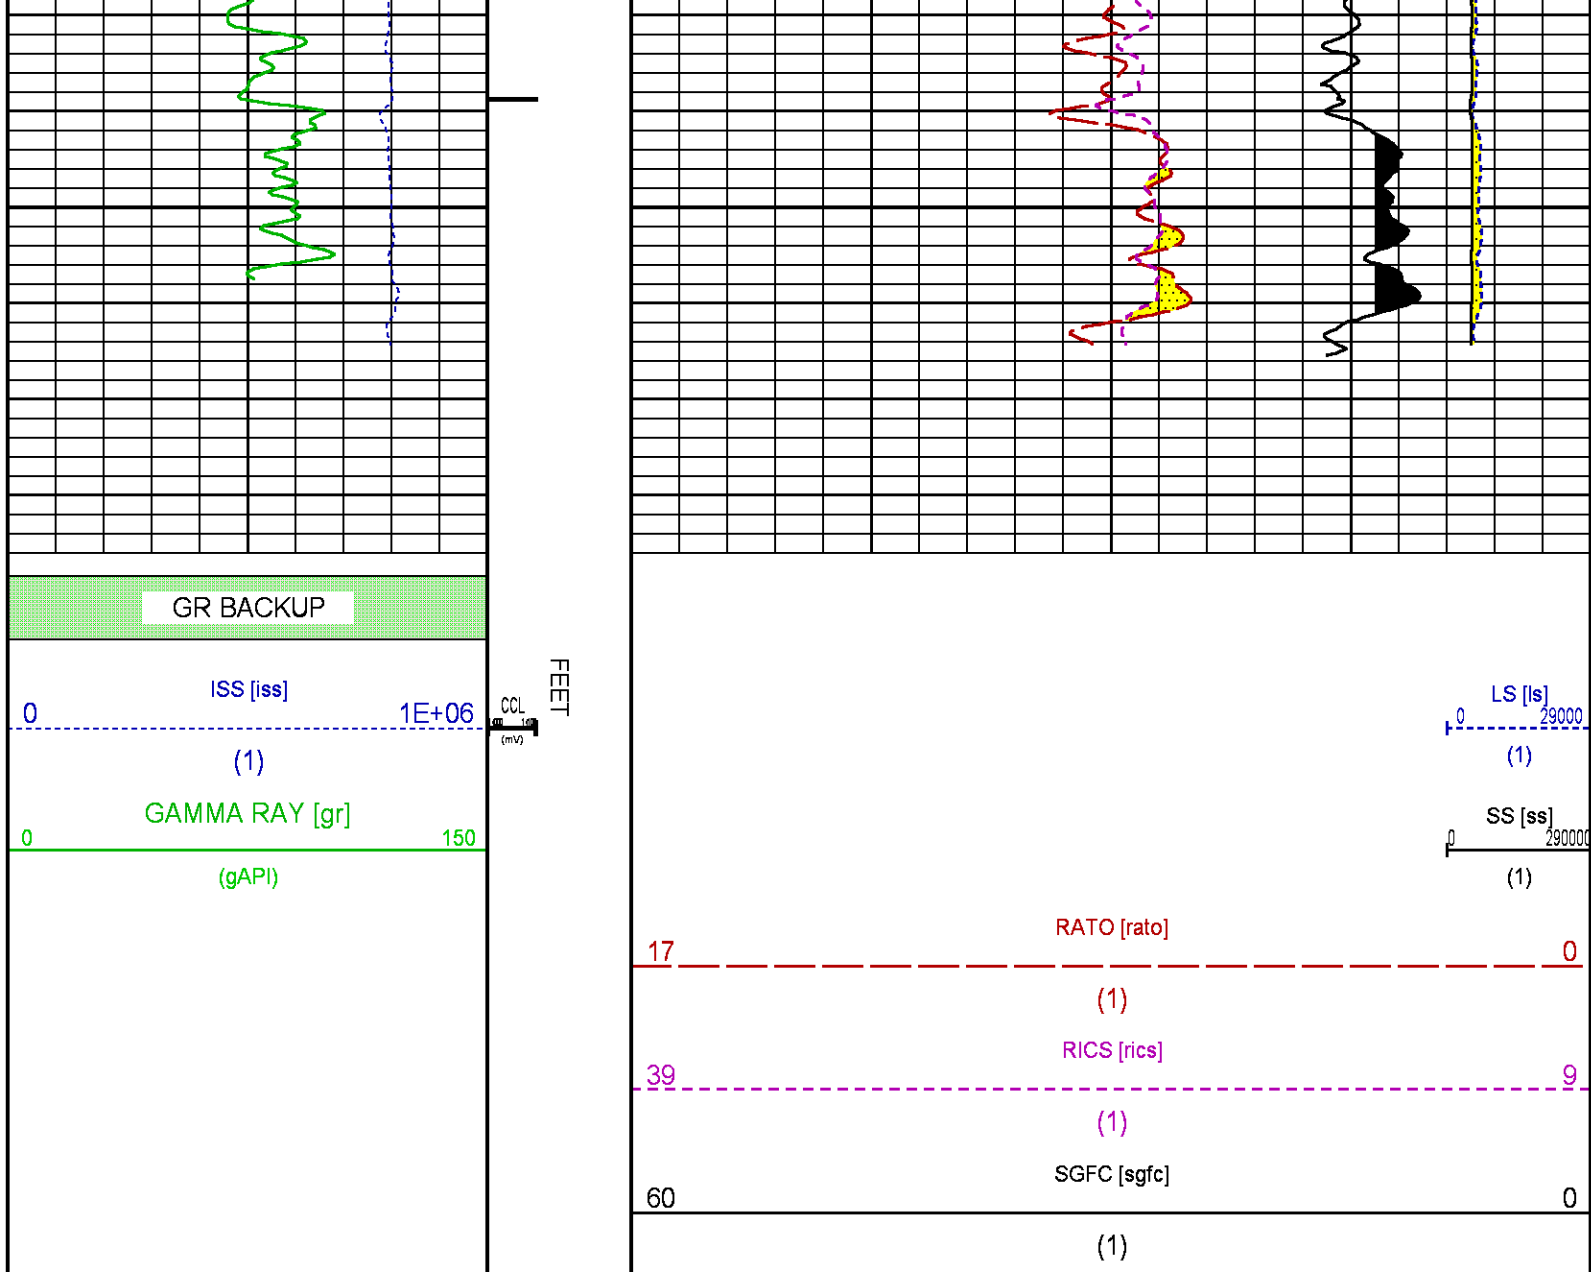 GR BACKUP
ISS [iss]
0 1E+06
(1)
GAMMA RAY [gr]
0 150
(gAPI)
CCL
(mV)
FEET
LS [ls]
0 29000
(1)
SS [ss]
0 290000
(1)
RATO [rato]
17 0
(1)
RICS [rics]
39 9
(1)
SGFC [sgfc]
60 0
(1)